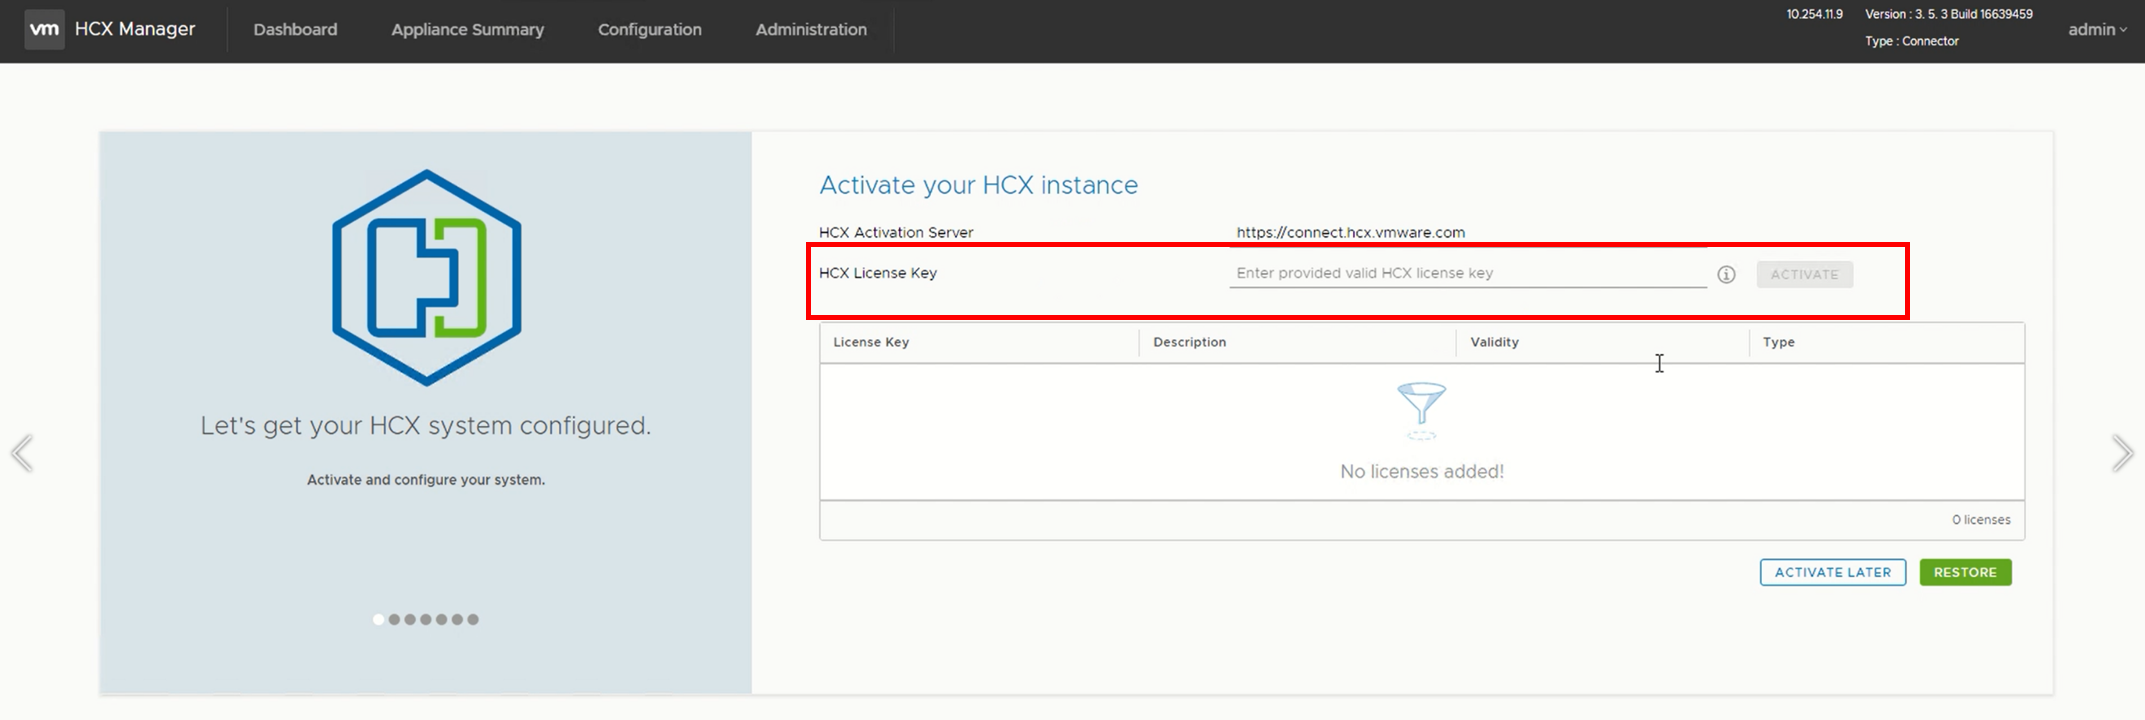 vm HCX Manager Dashboard Appliance Summary Configuration Administration 10.254.11.9 Version : 3. 5. 3 Build 16639459
Type : Connector
admin
Activate your HCX instance
HCX Activation Server https://connect.hcx.vmware.com
HCX License Key Enter provided valid HCX license key ACTIVATE
License Key Description Validity Type
No licenses added!
0 licenses
ACTIVATE LATER RESTORE
Let's get your HCX system configured.
Activate and configure your system.